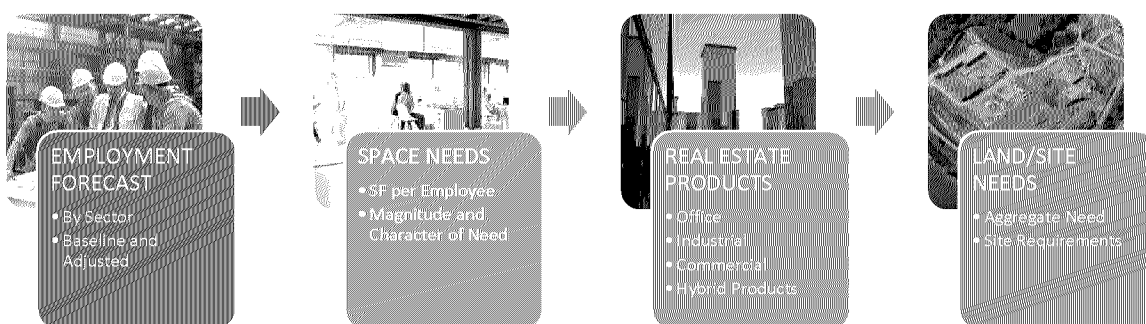 EMPLOYMENT
FORECAST
• By Sector
• Baseline and
Adjusted
SPACE NEEDS
• SF per Employee
• Magnitude and
Character of Need
REAL ESTATE
PRODUCTS
• Office
• Industrial
• Commercial
• Hybrid Products
LAND/SITE
NEEDS
• Aggregate Need
• Site Requirements